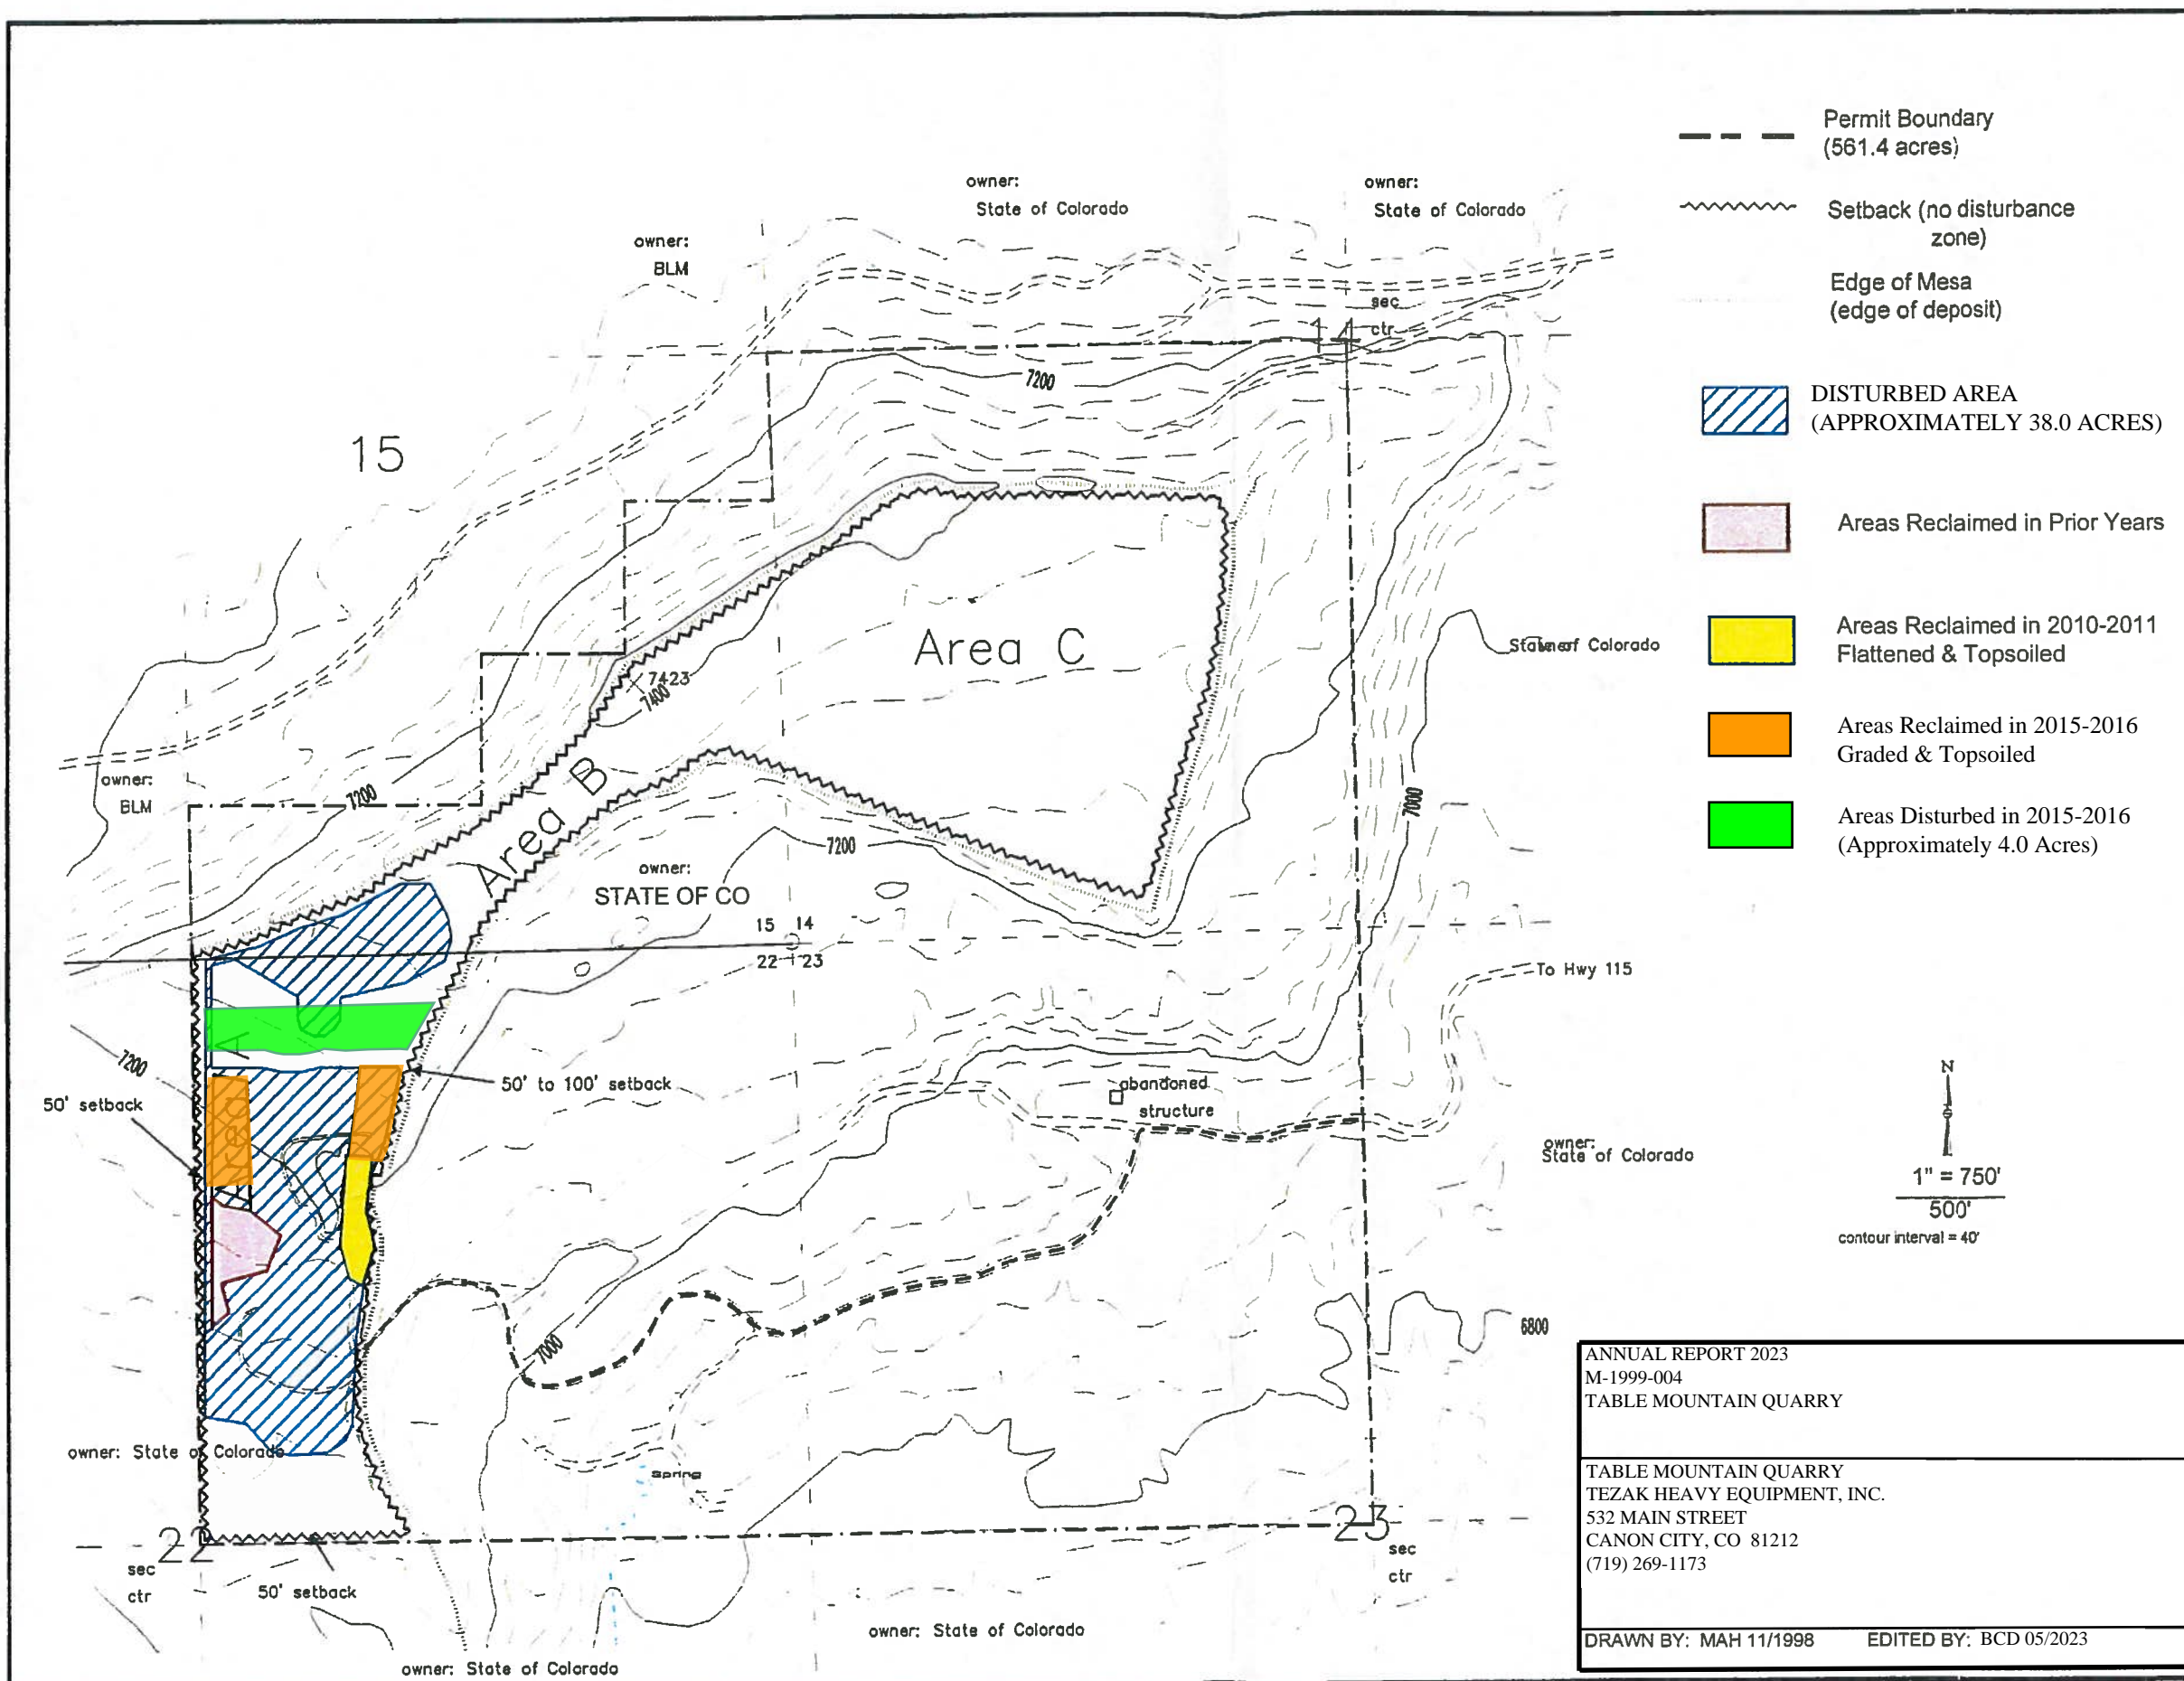 Permit Boundary
(561.4 acres)
Setback (no disturbance
zone)
Edge of Mesa
(edge of deposit)
DISTURBED AREA
(APPROXIMATELY 38.0 ACRES)
Areas Reclaimed in Prior Years
Areas Reclaimed in 2010-2011
Flattened & Topsoiled
Areas Reclaimed in 2015-2016
Graded & Topsoiled
Areas Disturbed in 2015-2016
(Approximately 4.0 Acres)
owner:
State of Colorado
owner:
State of Colorado
owner:
BLM
sec
ctr
14
7200
15
Area C
State of Colorado
7423
7400
owner:
BLM
7200
Area B
7000
7200
owner:
STATE OF CO
15 14
22 23
To Hwy 115
7200
50' setback
50' to 100' setback
Area A
abandoned
structure
owner:
State of Colorado
N
1" = 750'
500'
contour interval = 40'
7000
6800
owner: State of Colorado
spring
22
sec
ctr
50' setback
23
sec
ctr
owner: State of Colorado
owner: State of Colorado
ANNUAL REPORT 2023
M-1999-004
TABLE MOUNTAIN QUARRY
TABLE MOUNTAIN QUARRY
TEZAK HEAVY EQUIPMENT, INC.
532 MAIN STREET
CANON CITY, CO 81212
(719) 269-1173
DRAWN BY: MAH 11/1998 EDITED BY: BCD 05/2023